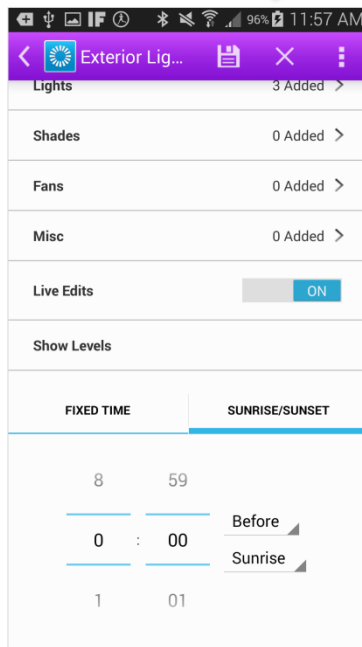 IF 96% 11:57 AM
Exterior Lig...
Lights 3 Added >
Shades 0 Added >
Fans 0 Added >
Misc 0 Added >
Live Edits ON
Show Levels
FIXED TIME SUNRISE/SUNSET
8 59
Before
0 : 00
Sunrise
1 01